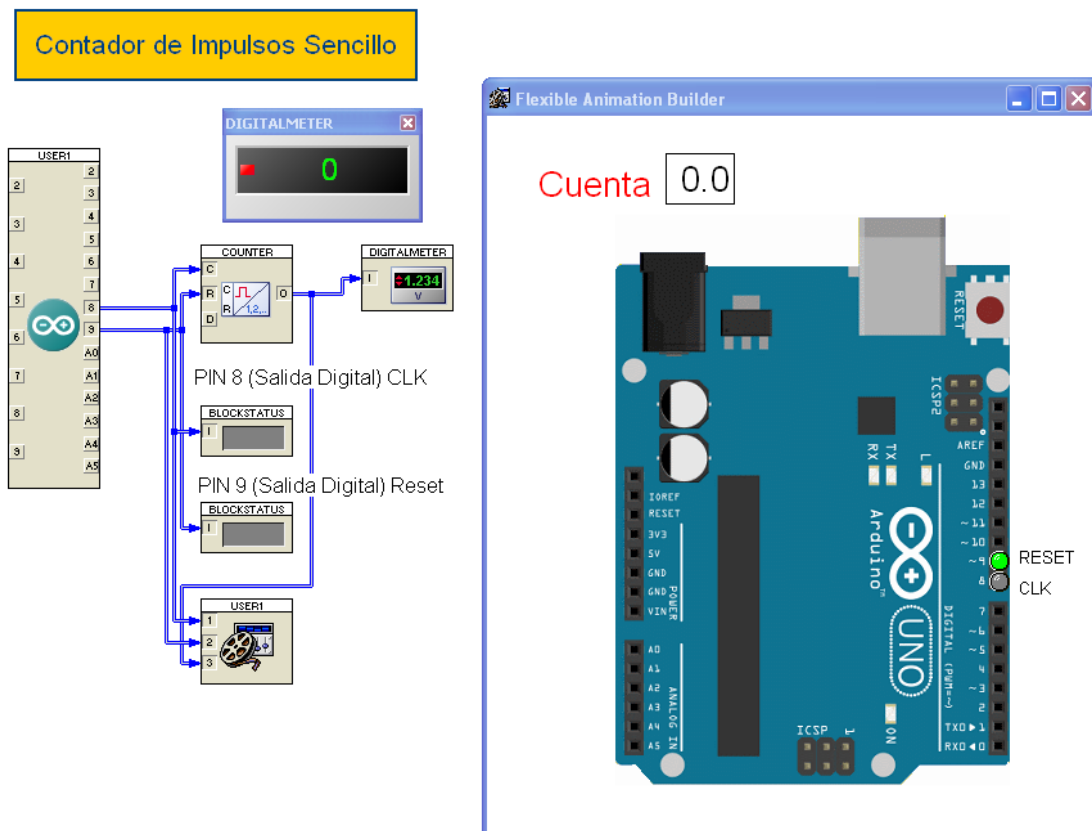 Contador de Impulsos Sencillo
Flexible Animation Builder
DIGITALMETER
0
Cuenta 0.0
USER1
2
3
4
5
6
7
8
9
2
3
4
5
6
7
8
9
A0
A1
A2
A3
A4
A5
COUNTER
C
R
D
C
R
1,2,...
O
DIGITALMETER
I
1.234
V
PIN 8 (Salida Digital) CLK
BLOCKSTATUS
I
PIN 9 (Salida Digital) Reset
BLOCKSTATUS
I
USER1
1
2
3
RESET
ICSP2
AREF
GND
13
12
~11
~10
~9
8
RESET
CLK
7
~6
~5
4
~3
2
TX0►1
RX0◄0
DIGITAL (PWM=~)
RX
TX
L
Arduino™
UNO
ON
IOREF
RESET
3V3
5V
GND
GND
VIN
POWER
A0
A1
A2
A3
A4
A5
ANALOG IN
ICSP
1